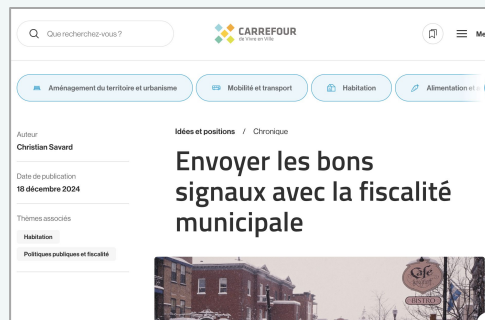 Que recherchez-vous ?
CARREFOUR
de Vivre en Ville
Me
Aménagement du territoire et urbanisme
Mobilité et transport
Habitation
Alimentation et
Auteur
Christian Savard
Date de publication
18 décembre 2024
Thèmes associés
Habitation
Politiques publiques et fiscalité
Idées et positions / Chronique
Envoyer les bons
signaux avec la fiscalité
municipale
Café
BISTRO